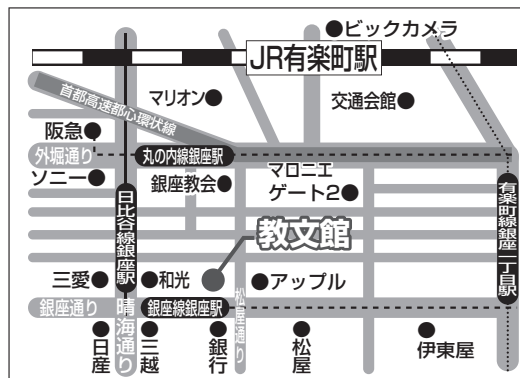 ●ビックカメラ
JR有楽町駅
首都高速都心環状線
マリオン●
交通会館●
阪急●
外堀通り
丸の内線銀座駅
ソニー●
銀座教会●
マロニエ
ゲート2●
日比谷線銀座駅
有楽町線銀座一丁目駅
教文館
三愛●
●和光
●アップル
銀座通り
晴海通り
銀座線銀座駅
松屋通り
●日産
●三越
●銀行
●松屋
●伊東屋